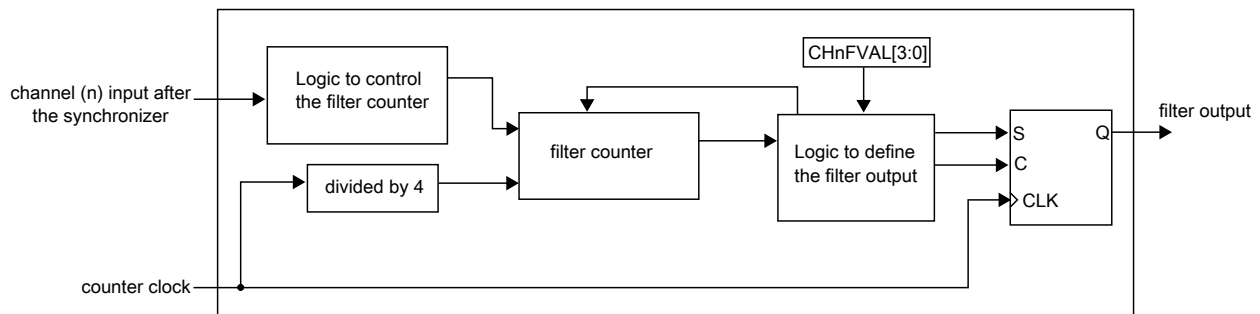 channel (n) input after
the synchronizer
Logic to control
the filter counter
CHnFVAL[3:0]
filter counter
divided by 4
Logic to define
the filter output
S
Q
C
CLK
filter output
counter clock